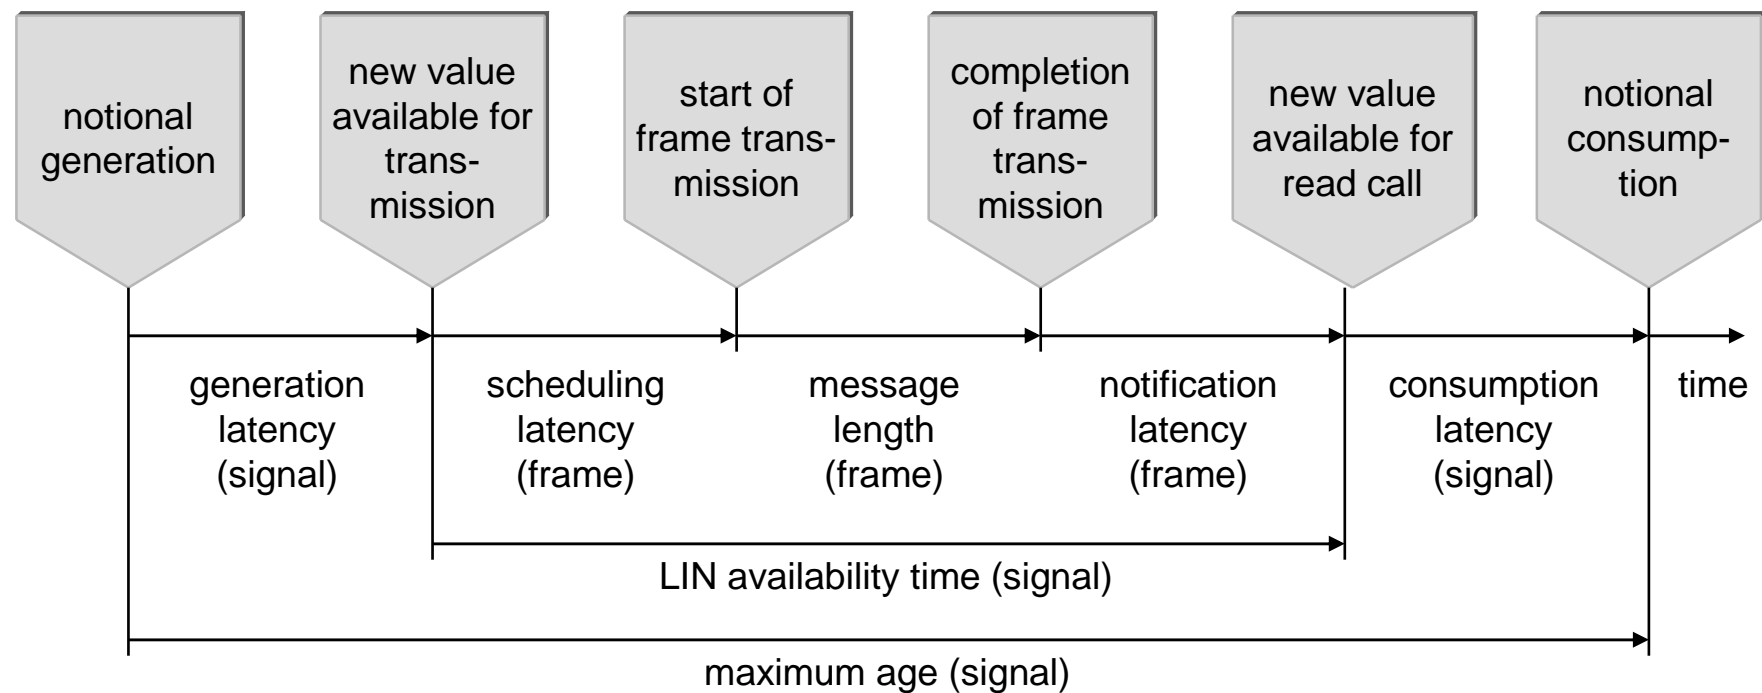 notional
generation
new value
available for
trans-
mission
start of
frame trans-
mission
completion
of frame
trans-
mission
new value
available for
read call
notional
consump-
tion
generation
latency
(signal)
scheduling
latency
(frame)
message
length
(frame)
notification
latency
(frame)
consumption
latency
(signal)
time
LIN availability time (signal)
maximum age (signal)